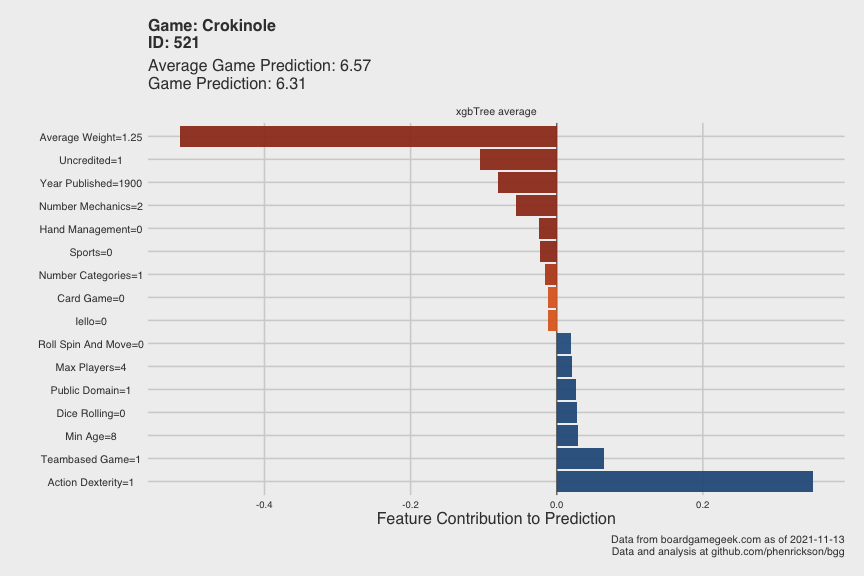 Game: Crokinole
ID: 521
Average Game Prediction: 6.57
Game Prediction: 6.31
xgbTree average
Average Weight=1.25
Uncredited=1
Year Published=1900
Number Mechanics=2
Hand Management=0
Sports=0
Number Categories=1
Card Game=0
Iello=0
Roll Spin And Move=0
Max Players=4
Public Domain=1
Dice Rolling=0
Min Age=8
Teambased Game=1
Action Dexterity=1
-0.4 -0.2 0.0 0.2
Feature Contribution to Prediction
Data from boardgamegeek.com as of 2021-11-13
Data and analysis at github.com/phenrickson/bgg